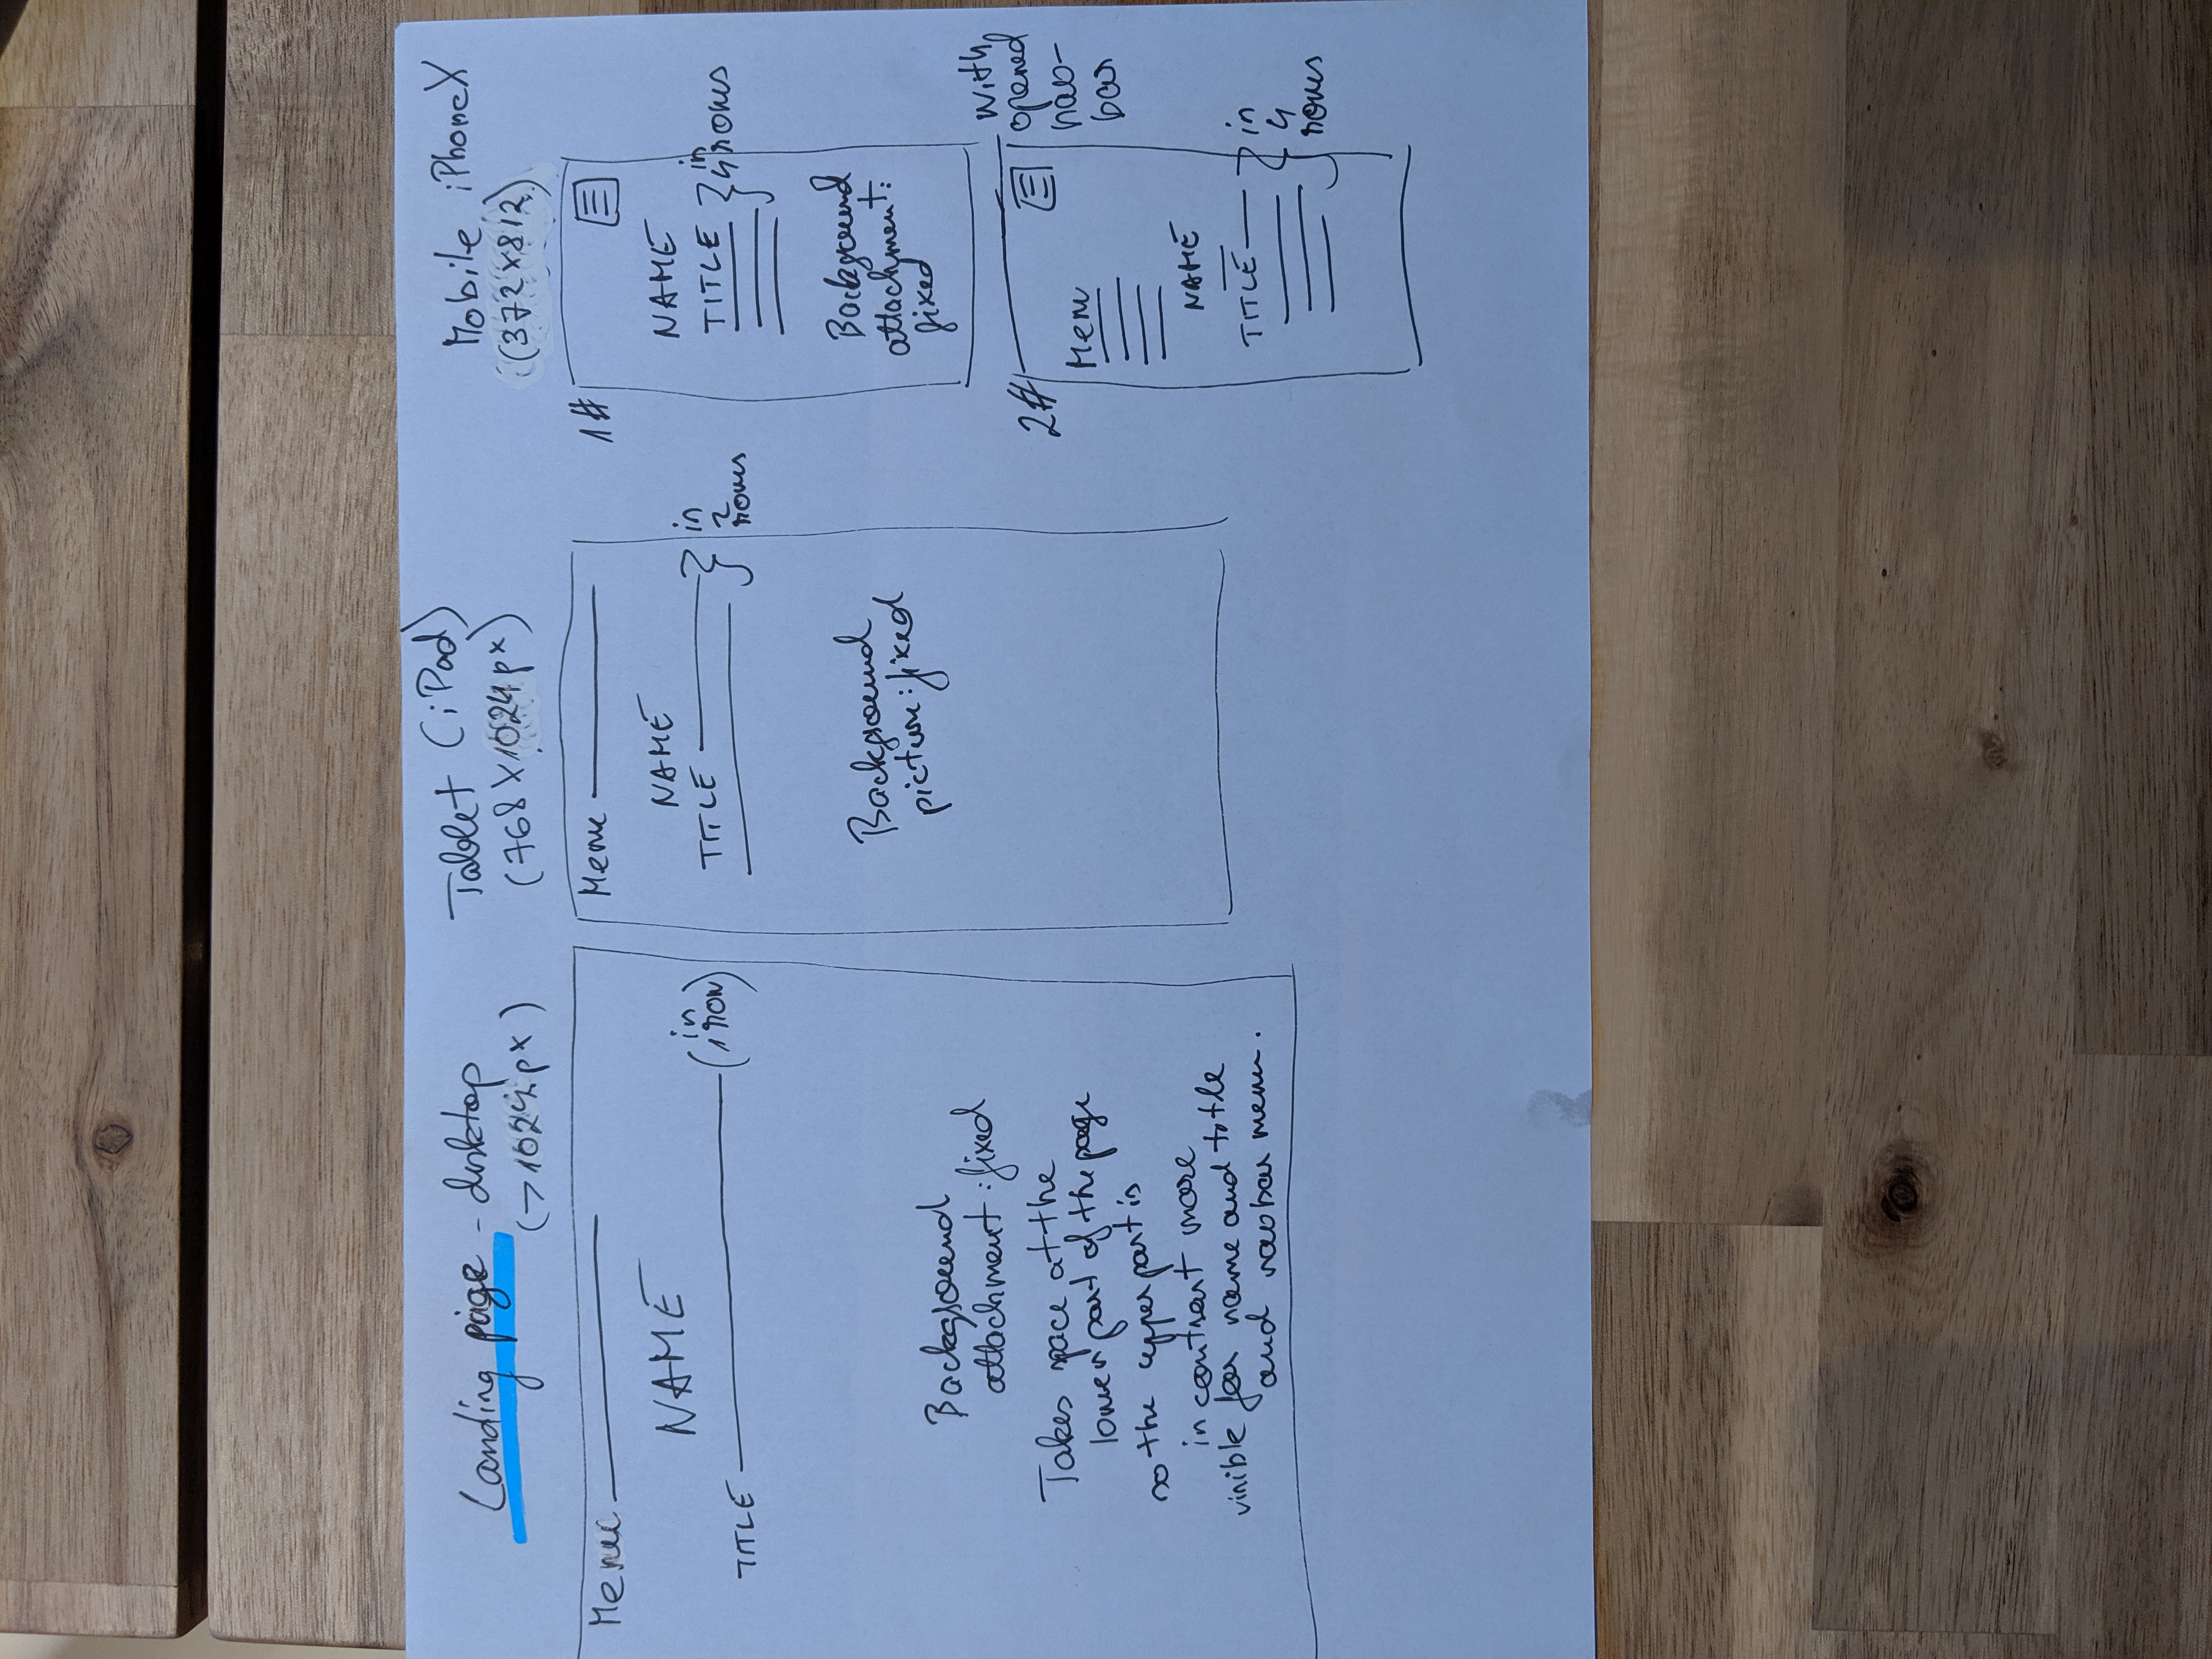 Landing page - desktop
(>1024px)
Menu
NAME
TITLE
(in
1 row)
Background
attachment: fixed
Takes space at the
lower part of the page
so the upper part is
in contrast more
visible for name and title
and navbar menu.
Tablet (iPad)
(768X1024px)
Menu
NAME
TITLE
in
2
rows
Background
picture: fixed
Mobile iPhoneX
(372x812)
1#
NAME
TITLE
in
4 rows
Background
attachment:
fixed
2#
with
opened
nav-
bar
Menu
NAME
TITLE
in
4
rows